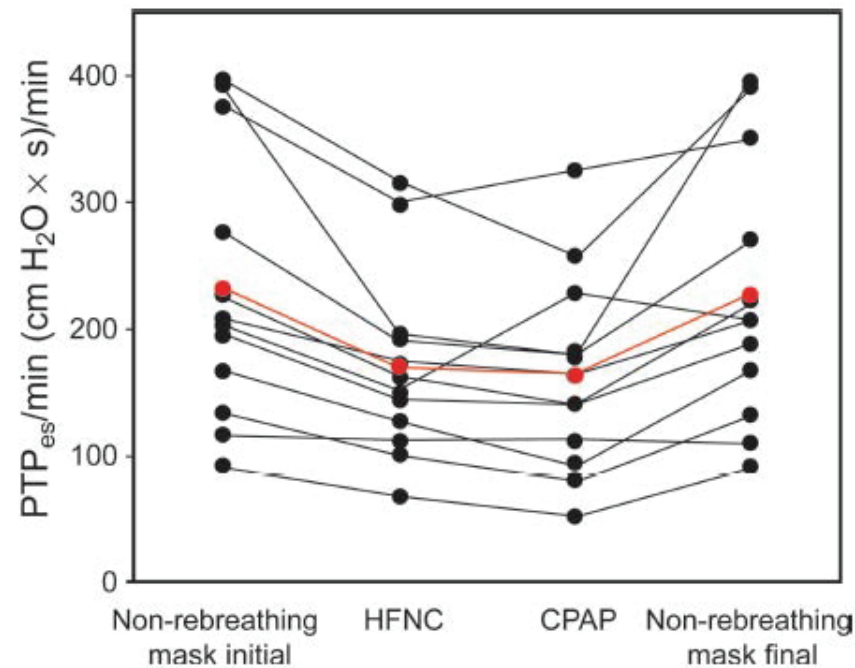 PTPes/min (cm H2O × s)/min
400
300
200
100
0
Non-rebreathing mask initial
HFNC
CPAP
Non-rebreathing mask final